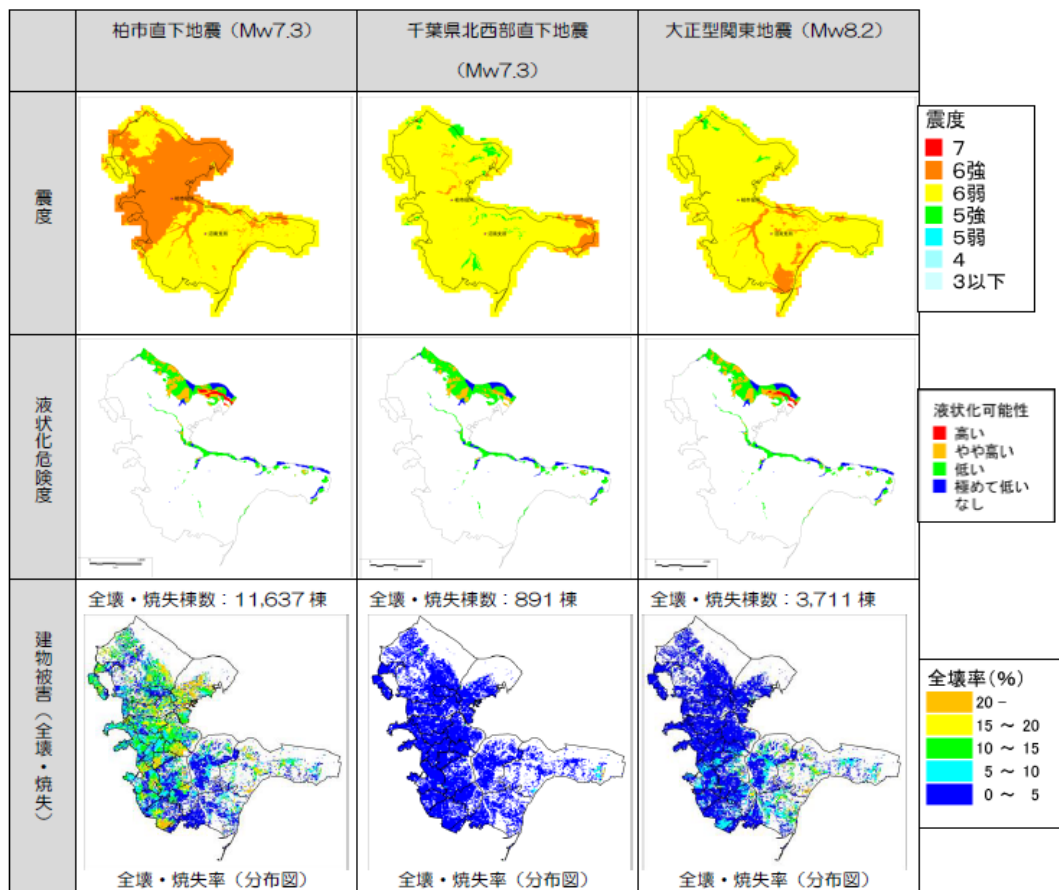 柏市直下地震（Mw7.3）
千葉県北西部直下地震
（Mw7.3）
大正型関東地震（Mw8.2）
震度
震度
7
6強
6弱
5強
5弱
4
3以下
液状化危険度
液状化可能性
高い
やや高い
低い
極めて低い
なし
建物被害（全壊・焼失）
全壊・焼失棟数：11,637 棟
全壊・焼失棟数：891 棟
全壊・焼失棟数：3,711 棟
全壊率(%)
20 −
15 ～ 20
10 ～ 15
5 ～ 10
0 ～ 5
全壊・焼失率（分布図）
全壊・焼失率（分布図）
全壊・焼失率（分布図）